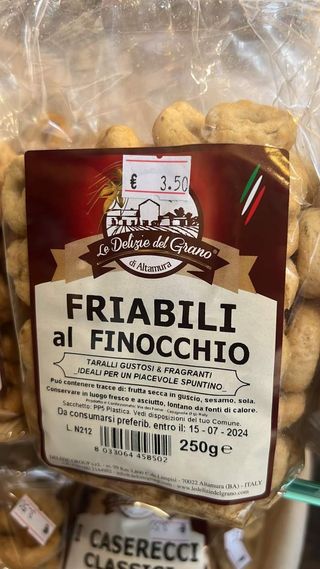 € 3.50
Le Delizie del Grano
di Altamura
FRIABILI
al FINOCCHIO
TARALLI GUSTOSI & FRAGRANTI
IDEALI PER UN PIACEVOLE SPUNTINO
Può contenere tracce di: frutta secca in guscio, sesamo, soia.
Conservare in luogo fresco e asciutto, lontano da fonti di calore.
Sacchetto: PP5 Plastica. Vedi disposizioni del tuo Comune.
Da consumarsi preferib. entro il: 15 - 07 - 2024
L. N212
250g℮
8 033064 458502
70022 Altamura (BA) - ITALY
www.ledeliziedelgrano.com
I CASERECCI
CLASSICI